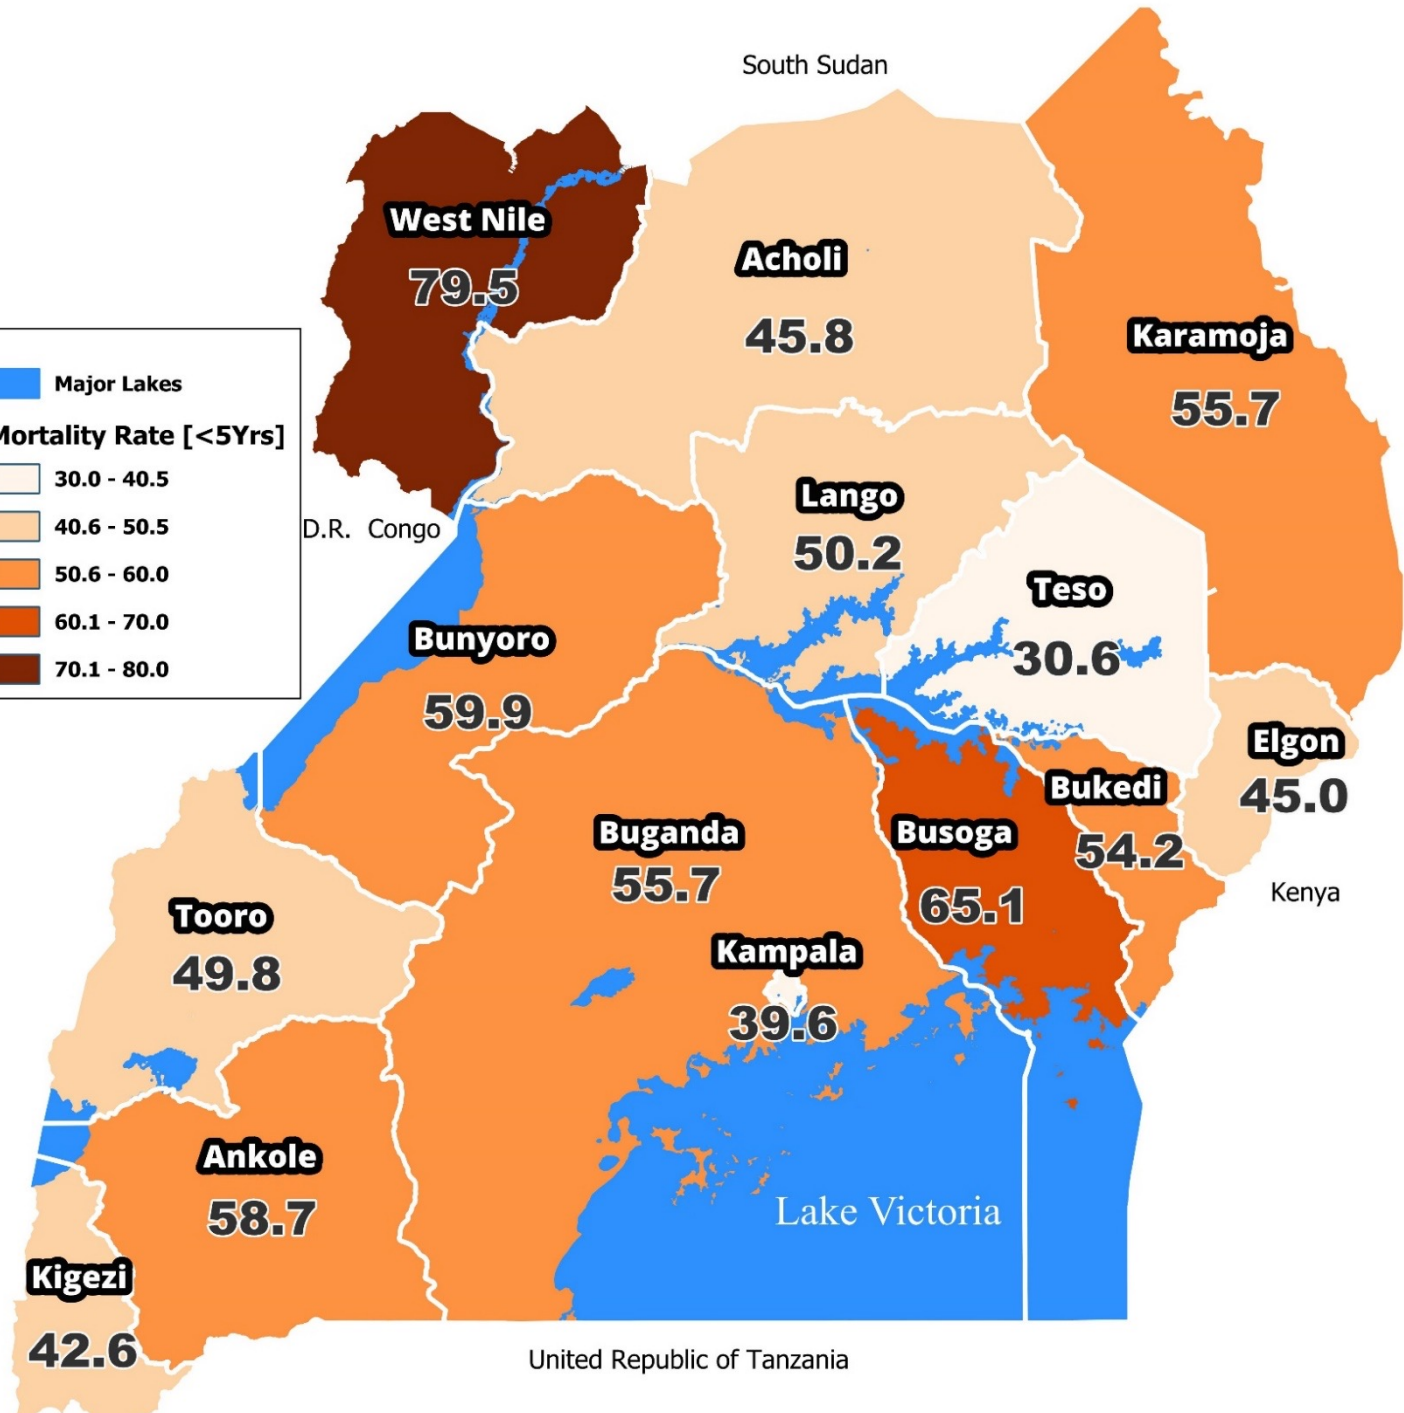 South Sudan
West Nile
79.5
Acholi
45.8
Karamoja
55.7
Major Lakes
Mortality Rate [<5Yrs]
30.0 - 40.5
40.6 - 50.5
50.6 - 60.0
60.1 - 70.0
70.1 - 80.0
D.R. Congo
Lango
50.2
Teso
30.6
Bunyoro
59.9
Elgon
45.0
Bukedi
54.2
Buganda
55.7
Busoga
65.1
Kenya
Tooro
49.8
Kampala
39.6
Ankole
58.7
Lake Victoria
Kigezi
42.6
United Republic of Tanzania